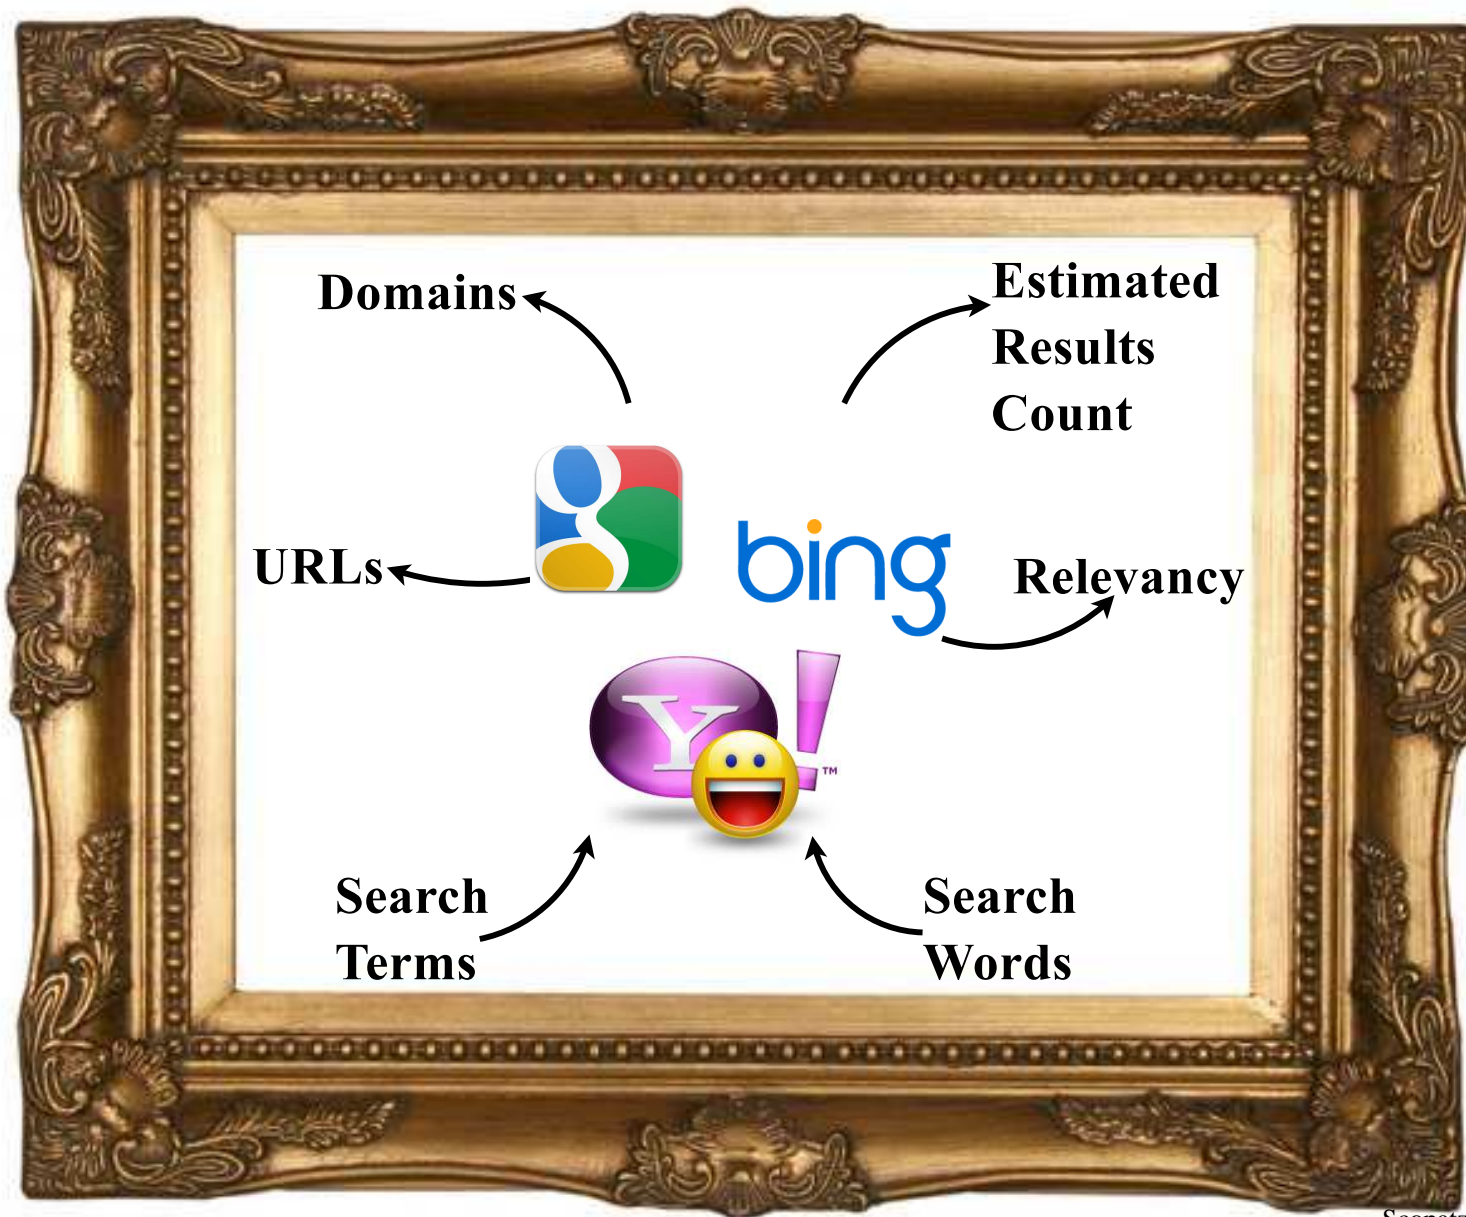 Domains
Estimated
Results
Count
URLs
bing
Relevancy
Y!
TM
Search
Terms
Search
Words